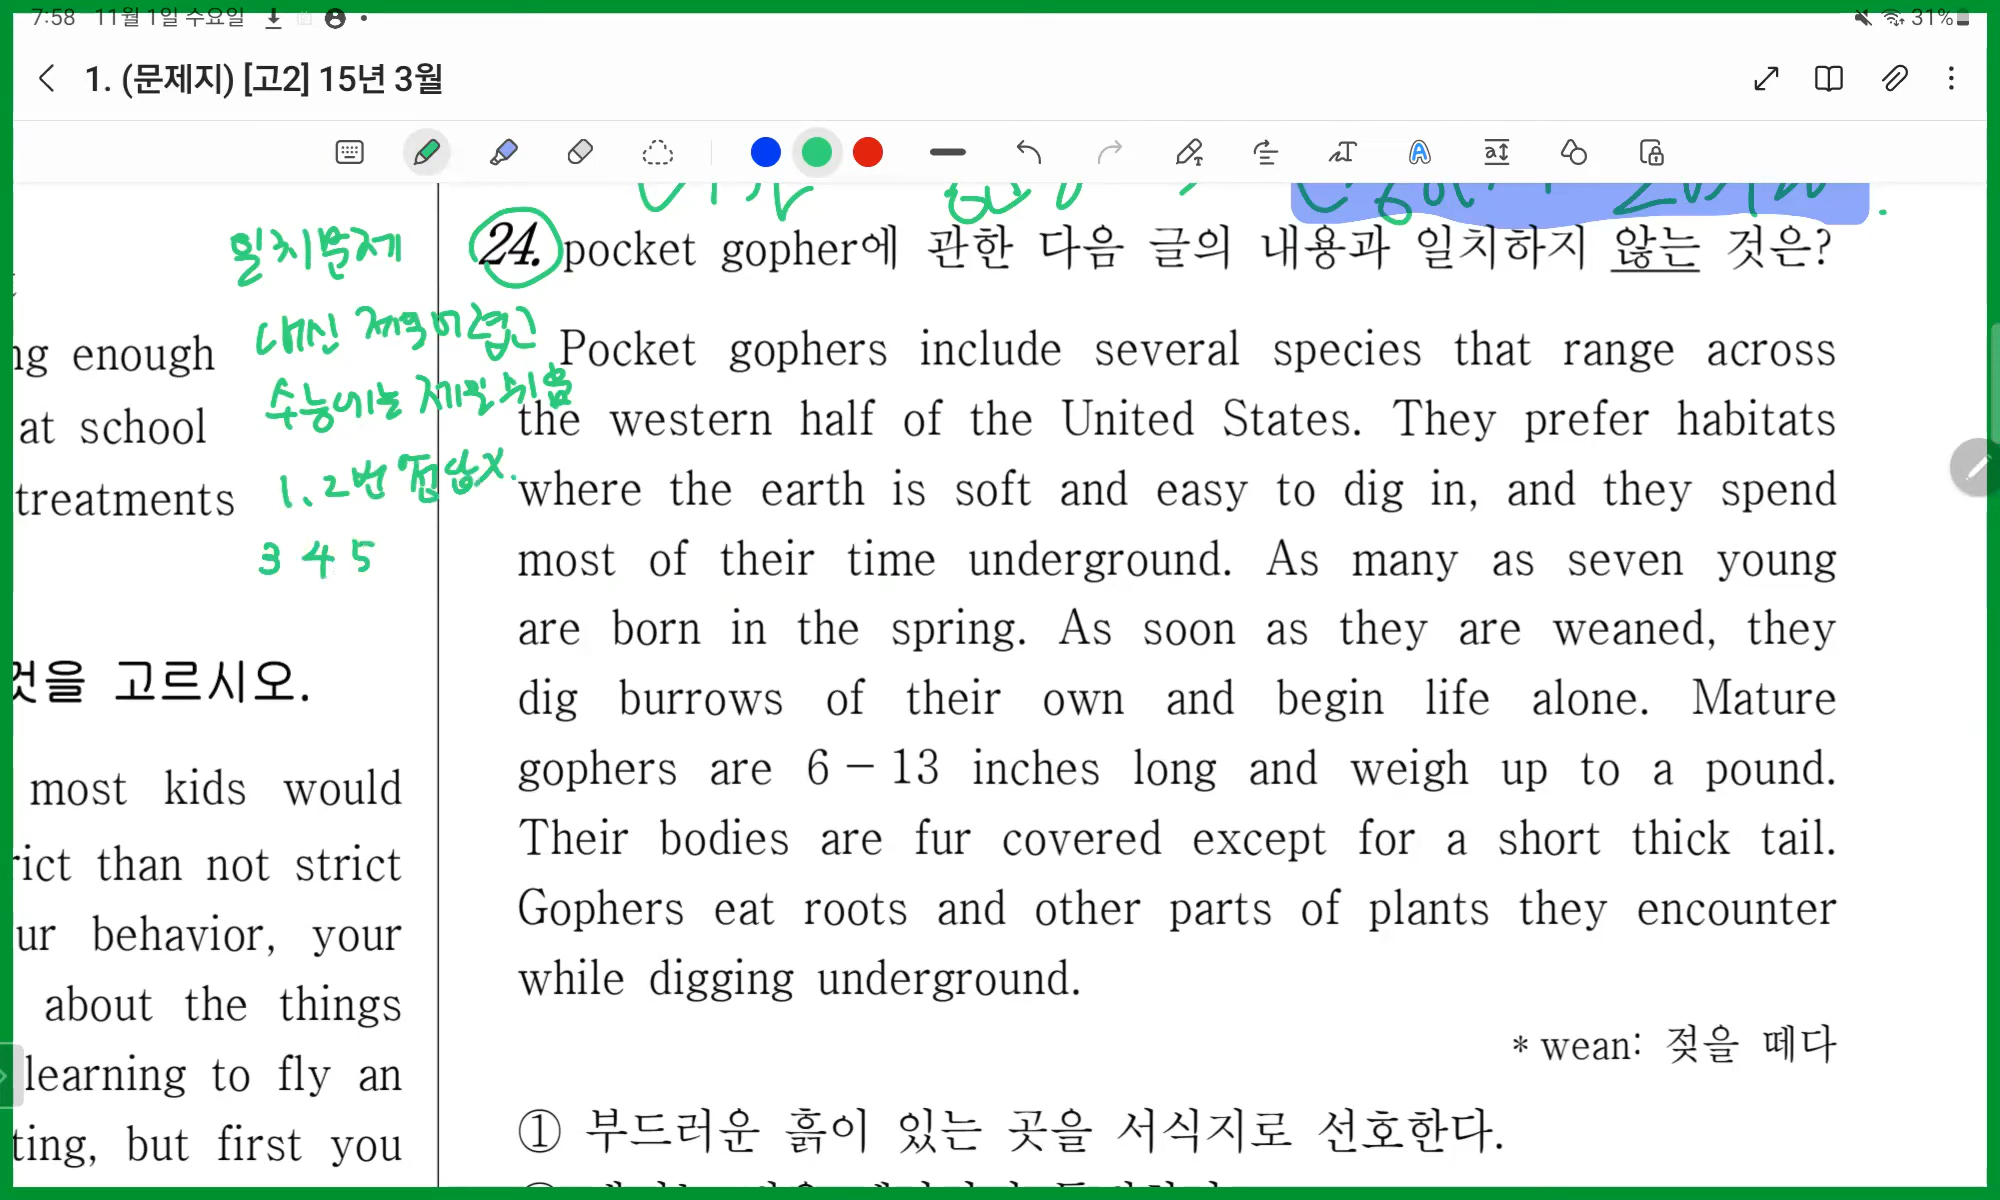 7:58 11월 1일 수요일
31%
1. (문제지) [고2] 15년 3월
일치문제
내신 제일 어렵고
수능에는 제일 쉬움
1, 2번 정답 X.
3 4 5
ng enough
at school
treatments
것을 고르시오.
most kids would
rict than not strict
ur behavior, your
about the things
learning to fly an
ting, but first you
24. pocket gopher에 관한 다음 글의 내용과 일치하지 않는 것은?
Pocket gophers include several species that range across
the western half of the United States. They prefer habitats
where the earth is soft and easy to dig in, and they spend
most of their time underground. As many as seven young
are born in the spring. As soon as they are weaned, they
dig burrows of their own and begin life alone. Mature
gophers are 6－13 inches long and weigh up to a pound.
Their bodies are fur covered except for a short thick tail.
Gophers eat roots and other parts of plants they encounter
while digging underground.
* wean: 젖을 떼다
① 부드러운 흙이 있는 곳을 서식지로 선호한다.